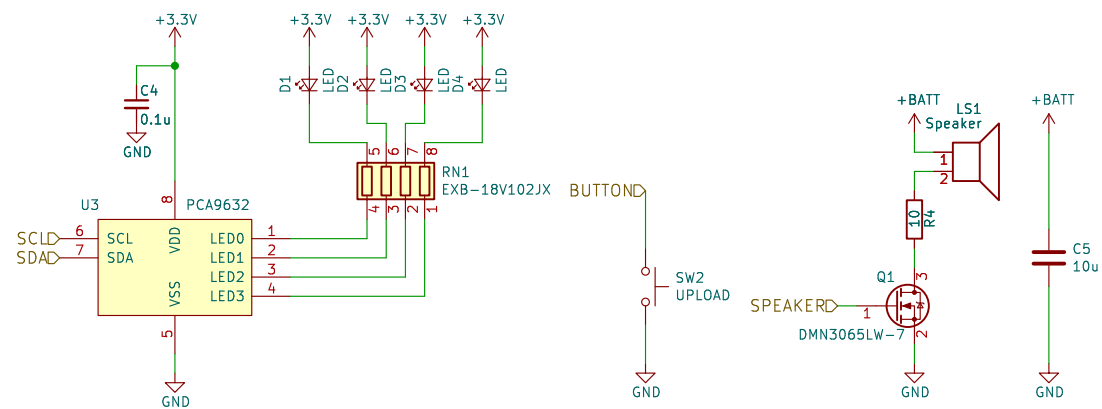 +3.3V
C4
0.1u
GND
U3
PCA9632
8
VDD
SCL
6
SCL
SDA
7
SDA
LED0
1
LED1
2
LED2
3
LED3
4
VSS
5
GND
+3.3V +3.3V +3.3V +3.3V
D1
LED
D2
LED
D3
LED
D4
LED
5
6
7
8
RN1
EXB-18V102JX
4
3
2
1
BUTTON
SW2
UPLOAD
GND
+BATT
LS1
Speaker
1
2
10
R4
Q1
3
SPEAKER
1
DMN3065LW-7
2
GND
+BATT
C5
10u
GND